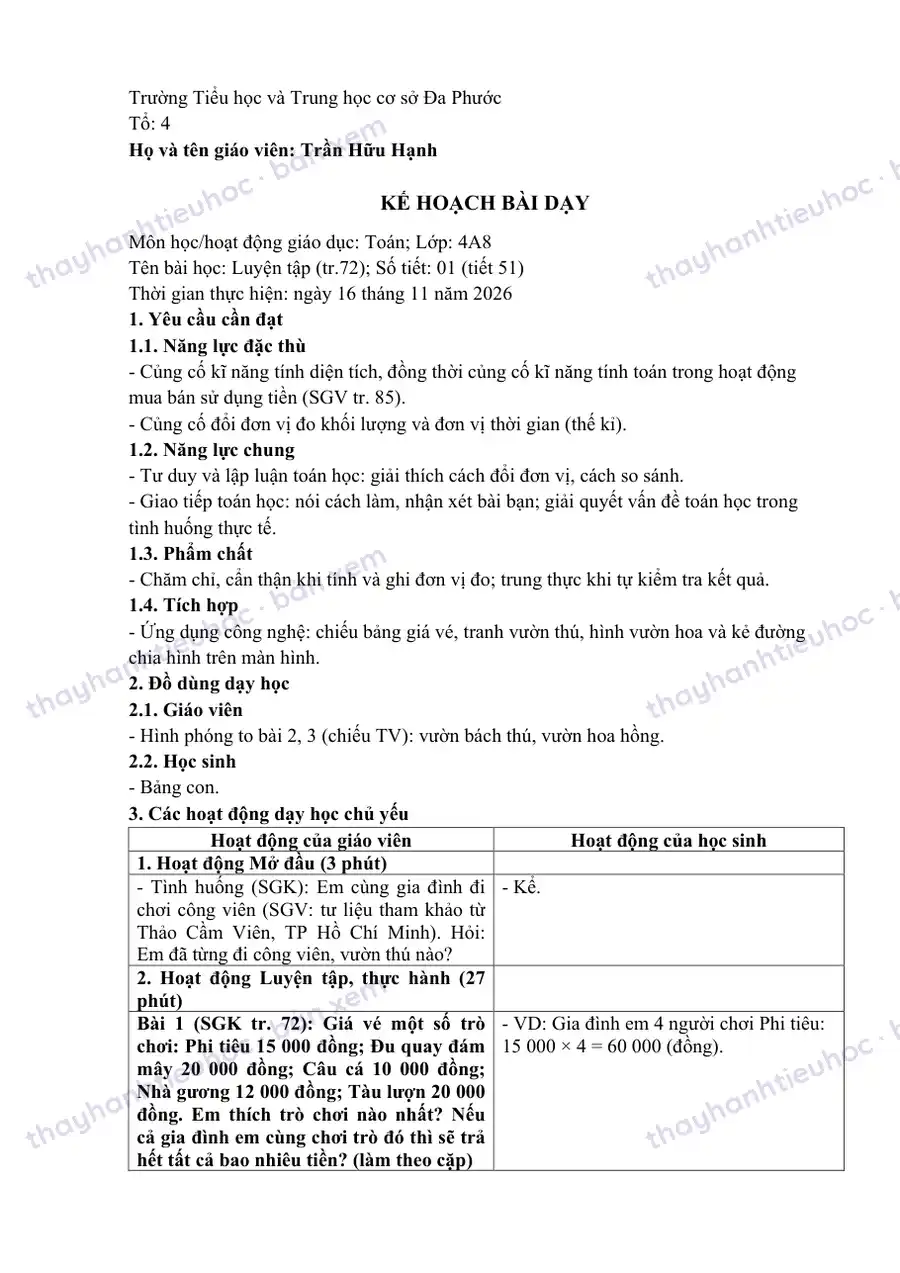 Trường Tiểu học và Trung học cơ sở Đa Phước
Tổ: 4
Họ và tên giáo viên: Trần Hữu Hạnh
KẾ HOẠCH BÀI DẠY
Môn học/hoạt động giáo dục: Toán; Lớp: 4A8
Tên bài học: Luyện tập (tr.72); Số tiết: 01 (tiết 51)
Thời gian thực hiện: ngày 16 tháng 11 năm 2026
1. Yêu cầu cần đạt
1.1. Năng lực đặc thù
- Củng cố kĩ năng tính diện tích, đồng thời củng cố kĩ năng tính toán trong hoạt động
mua bán sử dụng tiền (SGV tr. 85).
- Củng cố đổi đơn vị đo khối lượng và đơn vị thời gian (thế kỉ).
1.2. Năng lực chung
- Tư duy và lập luận toán học: giải thích cách đổi đơn vị, cách so sánh.
- Giao tiếp toán học: nói cách làm, nhận xét bài bạn; giải quyết vấn đề toán học trong
tình huống thực tế.
1.3. Phẩm chất
- Chăm chỉ, cẩn thận khi tính và ghi đơn vị đo; trung thực khi tự kiểm tra kết quả.
1.4. Tích hợp
- Ứng dụng công nghệ: chiếu bảng giá vé, tranh vườn thú, hình vườn hoa và kẻ đường
chia hình trên màn hình.
2. Đồ dùng dạy học
2.1. Giáo viên
- Hình phóng to bài 2, 3 (chiếu TV): vườn bách thú, vườn hoa hồng.
2.2. Học sinh
- Bảng con.
3. Các hoạt động dạy học chủ yếu
Hoạt động của giáo viên
Hoạt động của học sinh
1. Hoạt động Mở đầu (3 phút)
- Tình huống (SGK): Em cùng gia đình đi
chơi công viên (SGV: tư liệu tham khảo từ
Thảo Cầm Viên, TP Hồ Chí Minh). Hỏi:
Em đã từng đi công viên, vườn thú nào?
- Kể.
2. Hoạt động Luyện tập, thực hành (27
phút)
Bài 1 (SGK tr. 72): Giá vé một số trò
chơi: Phi tiêu 15 000 đồng; Đu quay đám
mây 20 000 đồng; Câu cá 10 000 đồng;
Nhà gương 12 000 đồng; Tàu lượn 20 000
đồng. Em thích trò chơi nào nhất? Nếu
cả gia đình em cùng chơi trò đó thì sẽ trả
hết tất cả bao nhiêu tiền? (làm theo cặp)
- VD: Gia đình em 4 người chơi Phi tiêu:
15 000 × 4 = 60 000 (đồng).
thayhanhtieuhoc · bản xem
thayhanhtieuhoc · b
thayhanhtieuhoc · bản xem
thayhanhtieuhoc · b
thayhanhtieuhoc · bản xem
thayhanhtieuhoc · b